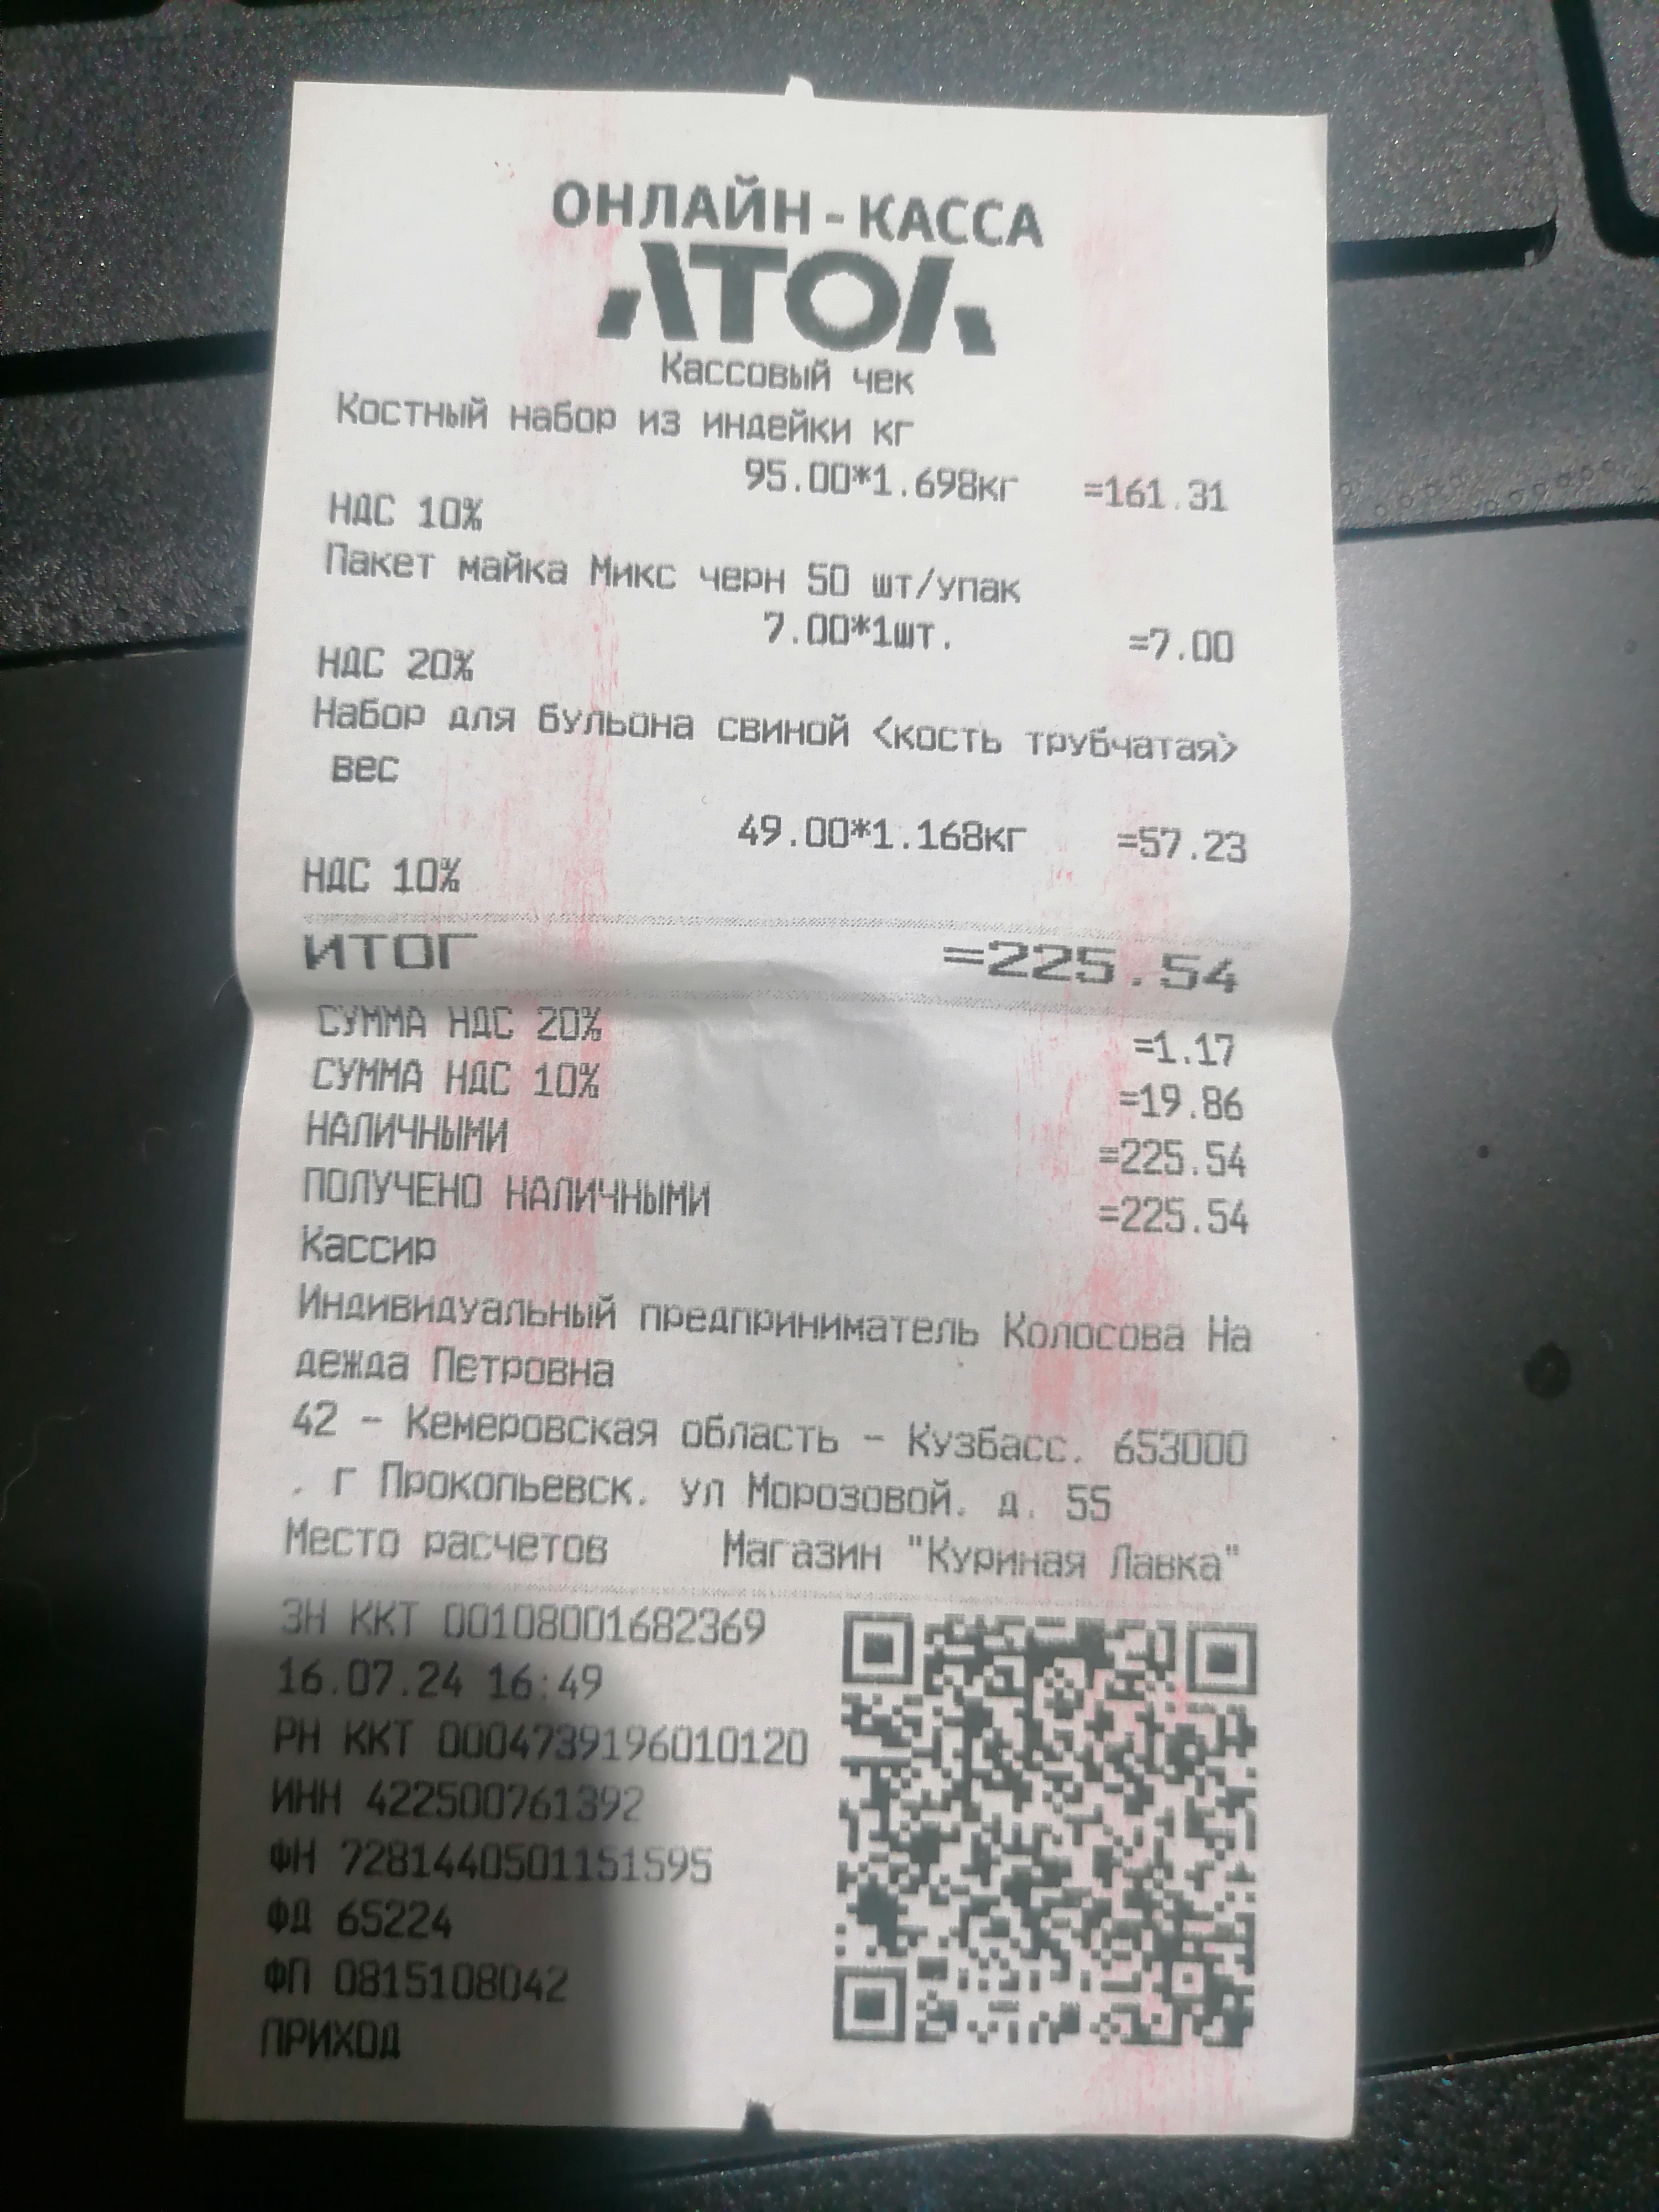 ОНЛАЙН-КАССА
АТОЛ
Кассовый чек
Костный набор из индейки кг
95.00*1.698кг =161.31
НДС 10%
Пакет майка Микс черн 50 шт/упак
7.00*1шт. =7.00
НДС 20%
Набор для бульона свиной <кость трубчатая>
вес
49.00*1.168кг =57.23
НДС 10%
ИТОГ =225.54
СУММА НДС 20% =1.17
СУММА НДС 10% =19.86
НАЛИЧНЫМИ =225.54
ПОЛУЧЕНО НАЛИЧНЫМИ =225.54
Кассир
Индивидуальный предприниматель Колосова На
дежда Петровна
42 - Кемеровская область - Кузбасс, 653000
, г Прокопьевск, ул Морозовой, д. 55
Место расчетов Магазин "Куриная Лавка"
ЗН ККТ 00108001682369
16.07.24 16:49
РН ККТ 0004739196010120
ИНН 422500761392
ФН 7281440501151595
ФД 65224
ФП 0815108042
ПРИХОД